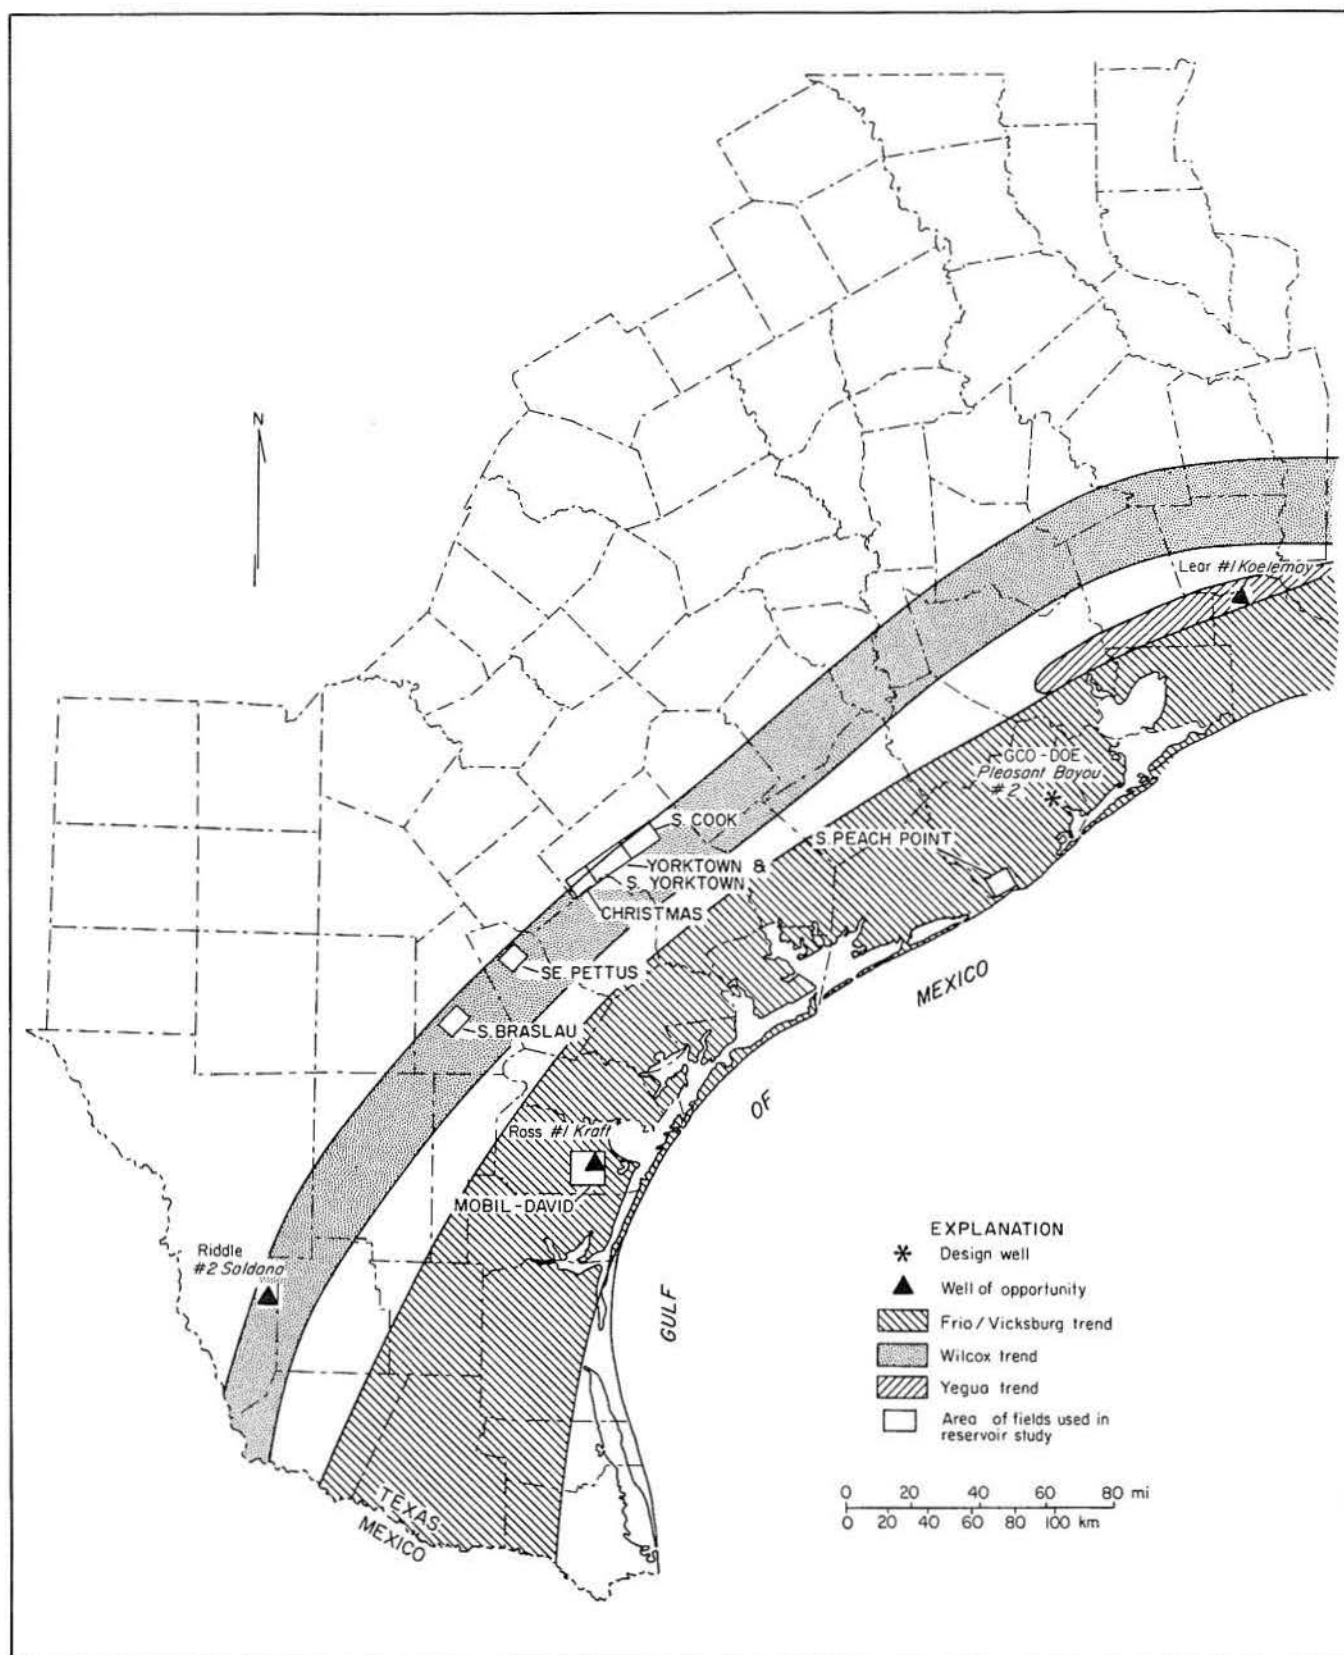 N
Lear #1 Koelemay
GCO-DOE
Pleasant Bayou
#2
S. COOK
S. PEACH POINT
YORKTOWN &
S. YORKTOWN
CHRISTMAS
SE. PETTUS
S. BRASLAU
MEXICO
OF
GULF
Ross #1 Kraft
MOBIL-DAVID
Riddle
#2 Saldana
TEXAS
MEXICO
EXPLANATION
Design well
Well of opportunity
Frio / Vicksburg trend
Wilcox trend
Yegua trend
Area of fields used in
reservoir study
0 20 40 60 80 mi
0 20 40 60 80 100 km